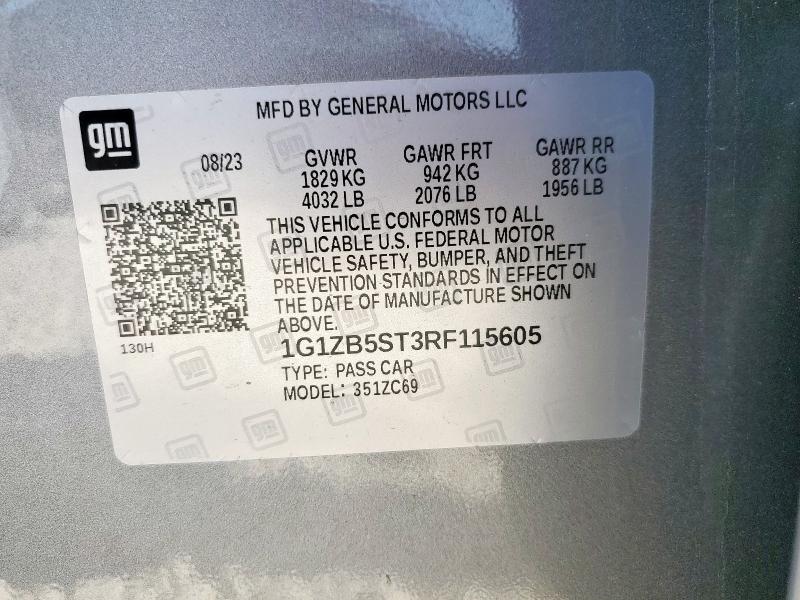 MFD BY GENERAL MOTORS LLC
gm
08/23
GVWR
1829 KG
4032 LB
GAWR FRT
942 KG
2076 LB
GAWR RR
887 KG
1956 LB
THIS VEHICLE CONFORMS TO ALL
APPLICABLE U.S. FEDERAL MOTOR
VEHICLE SAFETY, BUMPER, AND THEFT
PREVENTION STANDARDS IN EFFECT ON
THE DATE OF MANUFACTURE SHOWN
ABOVE.
130H
1G1ZB5ST3RF115605
TYPE: PASS CAR
MODEL: 351ZC69